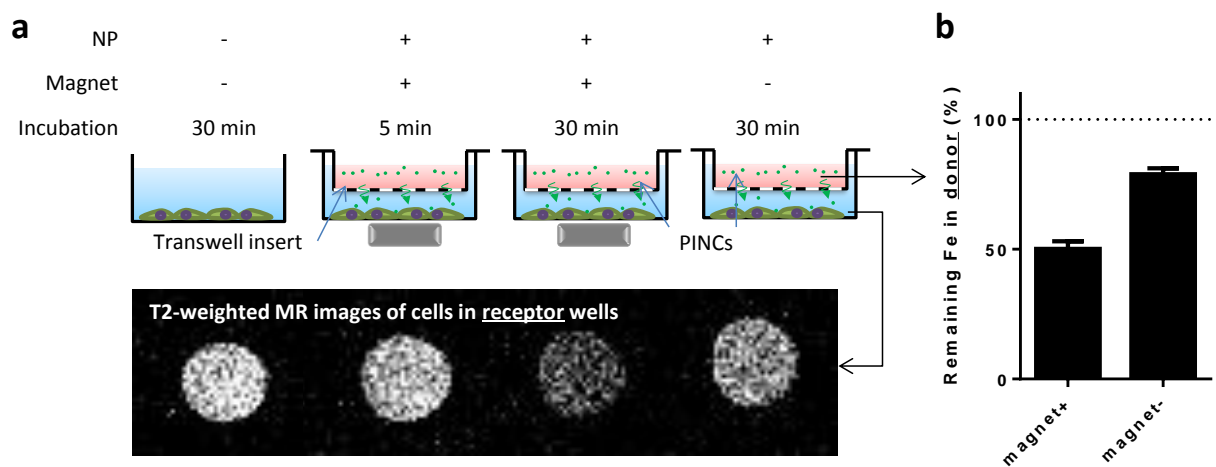 a
NP - + + +
Magnet - + + -
Incubation 30 min 5 min 30 min 30 min
Transwell insert
PINCs
T2-weighted MR images of cells in receptor wells
b
Remaining Fe in donor (%)
100
50
0
magnet+
magnet-